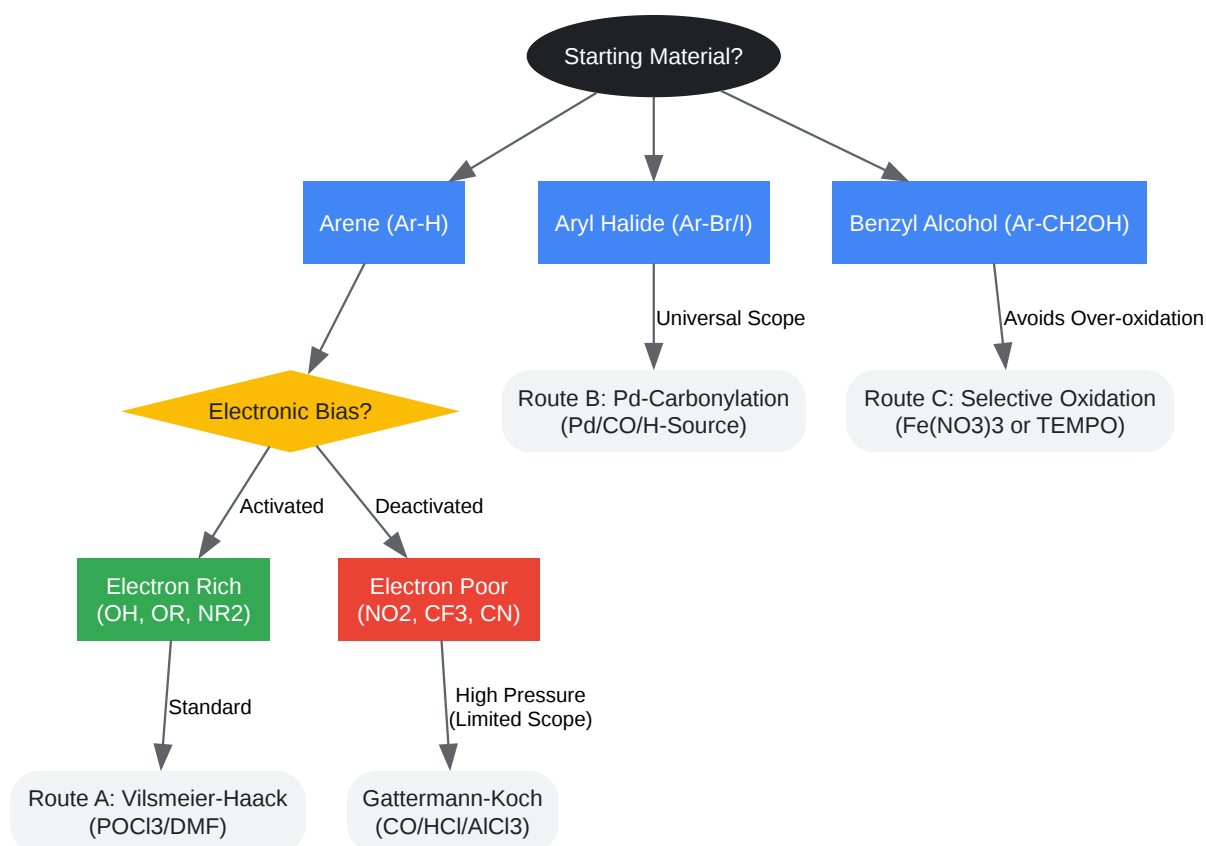 Starting Material?
Arene (Ar-H)
Aryl Halide (Ar-Br/I)
Benzyl Alcohol (Ar-CH2OH)
Universal Scope
Avoids Over-oxidation
Electronic Bias?
Route B: Pd-Carbonylation
(Pd/CO/H-Source)
Route C: Selective Oxidation
(Fe(NO3)3 or TEMPO)
Activated
Deactivated
Electron Rich
(OH, OR, NR2)
Electron Poor
(NO2, CF3, CN)
Standard
High Pressure
(Limited Scope)
Route A: Vilsmeier-Haack
(POCl3/DMF)
Gattermann-Koch
(CO/HCl/AlCl3)